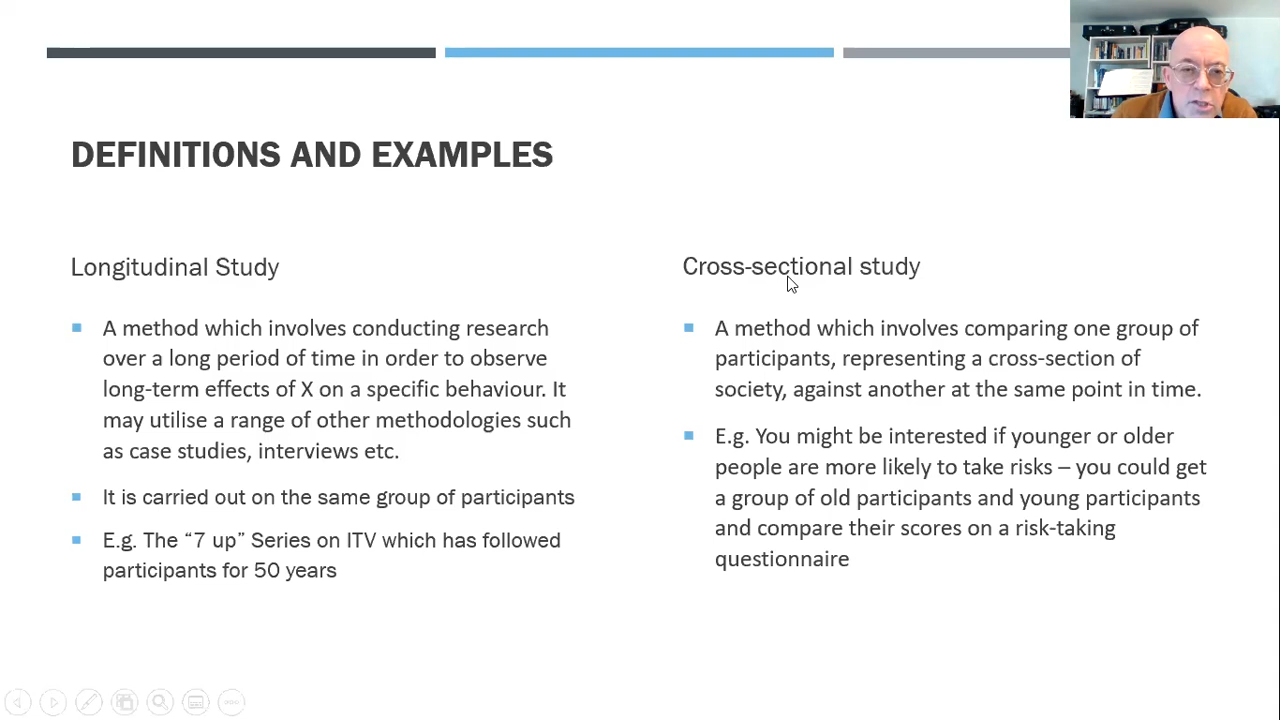 DEFINITIONS AND EXAMPLES
Longitudinal Study
A method which involves conducting research
over a long period of time in order to observe
long-term effects of X on a specific behaviour. It
may utilise a range of other methodologies such
as case studies, interviews etc.
It is carried out on the same group of participants
E.g. The “7 up” Series on ITV which has followed
participants for 50 years
Cross-sectional study
A method which involves comparing one group of
participants, representing a cross-section of
society, against another at the same point in time.
E.g. You might be interested if younger or older
people are more likely to take risks – you could get
a group of old participants and young participants
and compare their scores on a risk-taking
questionnaire